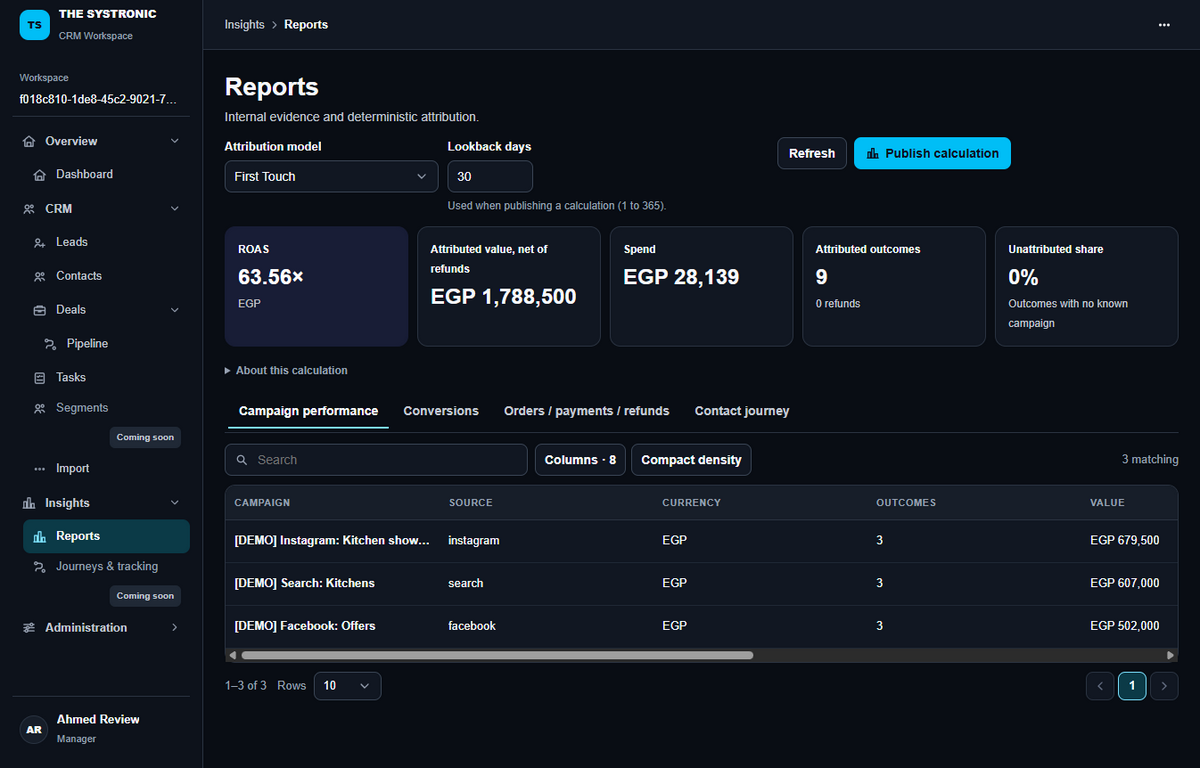 TS
THE SYSTRONIC
CRM Workspace
Workspace
f018c810-1de8-45c2-9021-7...
Overview
Dashboard
CRM
Leads
Contacts
Deals
Pipeline
Tasks
Segments
Coming soon
Import
Insights
Reports
Journeys & tracking
Coming soon
Administration
AR
Ahmed Review
Manager
Insights > Reports
Reports
Internal evidence and deterministic attribution.
Attribution model
First Touch
Lookback days
30
Used when publishing a calculation (1 to 365).
Refresh
Publish calculation
ROAS
63.56×
EGP
Attributed value, net of
refunds
EGP 1,788,500
Spend
EGP 28,139
Attributed outcomes
9
0 refunds
Unattributed share
0%
Outcomes with no known
campaign
About this calculation
Campaign performance Conversions Orders / payments / refunds Contact journey
Search
Columns · 8
Compact density
3 matching
CAMPAIGN SOURCE CURRENCY OUTCOMES VALUE
[DEMO] Instagram: Kitchen show... instagram EGP 3 EGP 679,500
[DEMO] Search: Kitchens search EGP 3 EGP 607,000
[DEMO] Facebook: Offers facebook EGP 3 EGP 502,000
1–3 of 3 Rows 10
1